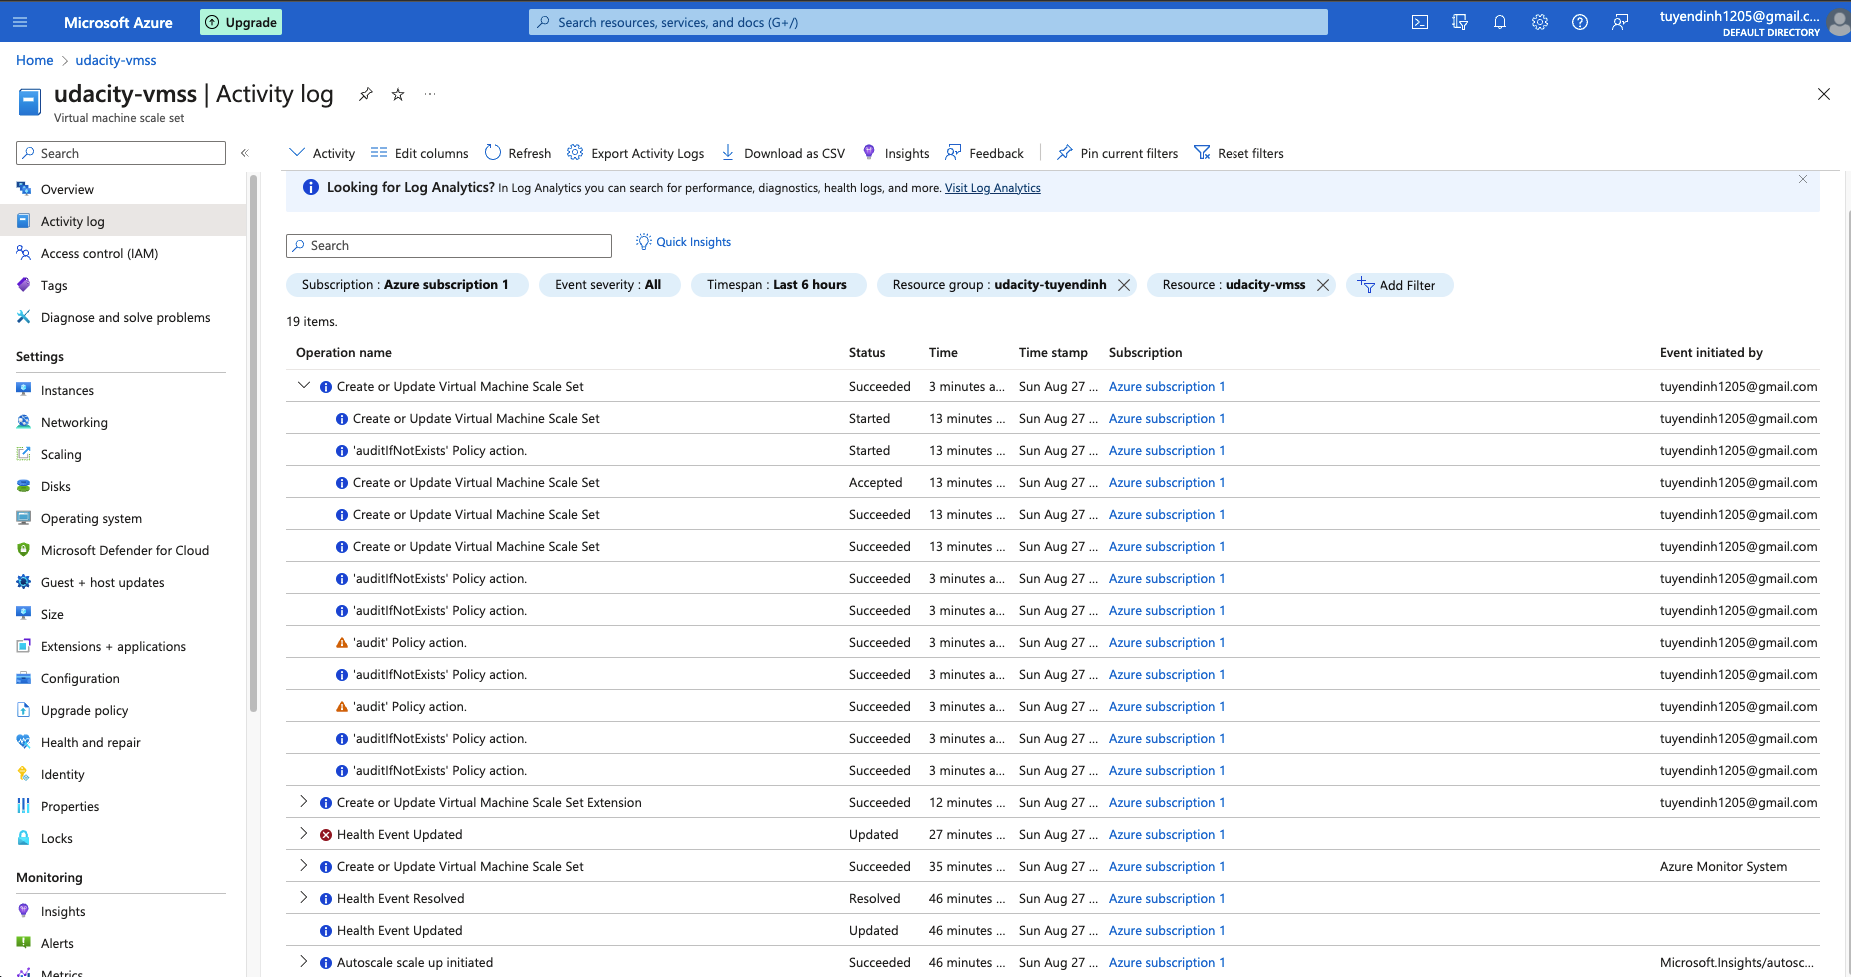 Microsoft Azure
Upgrade
Search resources, services, and docs (G+/)
tuyendinh1205@gmail.c...
DEFAULT DIRECTORY
Home > udacity-vmss
udacity-vmss | Activity log
Virtual machine scale set
Search
Activity Edit columns Refresh Export Activity Logs Download as CSV Insights Feedback Pin current filters Reset filters
Overview
Activity log
Access control (IAM)
Tags
Diagnose and solve problems
Settings
Instances
Networking
Scaling
Disks
Operating system
Microsoft Defender for Cloud
Guest + host updates
Size
Extensions + applications
Configuration
Upgrade policy
Health and repair
Identity
Properties
Locks
Monitoring
Insights
Alerts
Metrics
Looking for Log Analytics? In Log Analytics you can search for performance, diagnostics, health logs, and more. Visit Log Analytics
Search
Quick Insights
Subscription : Azure subscription 1 Event severity : All Timespan : Last 6 hours Resource group : udacity-tuyendinh Resource : udacity-vmss Add Filter
19 items.
Operation name Status Time Time stamp Subscription Event initiated by
Create or Update Virtual Machine Scale Set Succeeded 3 minutes a... Sun Aug 27 ... Azure subscription 1 tuyendinh1205@gmail.com
Create or Update Virtual Machine Scale Set Started 13 minutes ... Sun Aug 27 ... Azure subscription 1 tuyendinh1205@gmail.com
'auditIfNotExists' Policy action. Started 13 minutes ... Sun Aug 27 ... Azure subscription 1 tuyendinh1205@gmail.com
Create or Update Virtual Machine Scale Set Accepted 13 minutes ... Sun Aug 27 ... Azure subscription 1 tuyendinh1205@gmail.com
Create or Update Virtual Machine Scale Set Succeeded 13 minutes ... Sun Aug 27 ... Azure subscription 1 tuyendinh1205@gmail.com
Create or Update Virtual Machine Scale Set Succeeded 13 minutes ... Sun Aug 27 ... Azure subscription 1 tuyendinh1205@gmail.com
'auditIfNotExists' Policy action. Succeeded 3 minutes a... Sun Aug 27 ... Azure subscription 1 tuyendinh1205@gmail.com
'auditIfNotExists' Policy action. Succeeded 3 minutes a... Sun Aug 27 ... Azure subscription 1 tuyendinh1205@gmail.com
'audit' Policy action. Succeeded 3 minutes a... Sun Aug 27 ... Azure subscription 1 tuyendinh1205@gmail.com
'auditIfNotExists' Policy action. Succeeded 3 minutes a... Sun Aug 27 ... Azure subscription 1 tuyendinh1205@gmail.com
'audit' Policy action. Succeeded 3 minutes a... Sun Aug 27 ... Azure subscription 1 tuyendinh1205@gmail.com
'auditIfNotExists' Policy action. Succeeded 3 minutes a... Sun Aug 27 ... Azure subscription 1 tuyendinh1205@gmail.com
'auditIfNotExists' Policy action. Succeeded 3 minutes a... Sun Aug 27 ... Azure subscription 1 tuyendinh1205@gmail.com
Create or Update Virtual Machine Scale Set Extension Succeeded 12 minutes ... Sun Aug 27 ... Azure subscription 1 tuyendinh1205@gmail.com
Health Event Updated Updated 27 minutes ... Sun Aug 27 ... Azure subscription 1
Create or Update Virtual Machine Scale Set Succeeded 35 minutes ... Sun Aug 27 ... Azure subscription 1 Azure Monitor System
Health Event Resolved Resolved 46 minutes ... Sun Aug 27 ... Azure subscription 1
Health Event Updated Updated 46 minutes ... Sun Aug 27 ... Azure subscription 1
Autoscale scale up initiated Succeeded 46 minutes ... Sun Aug 27 ... Azure subscription 1 Microsoft.Insights/autosc...